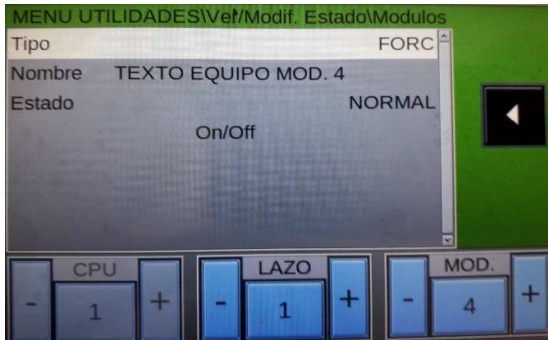 MENU UTILIDADES\Ver/Modif. Estado\Modulos
Tipo FORC
Nombre TEXTO EQUIPO MOD. 4
Estado NORMAL
On/Off
CPU LAZO MOD.
- 1 + - 1 + - 4 +